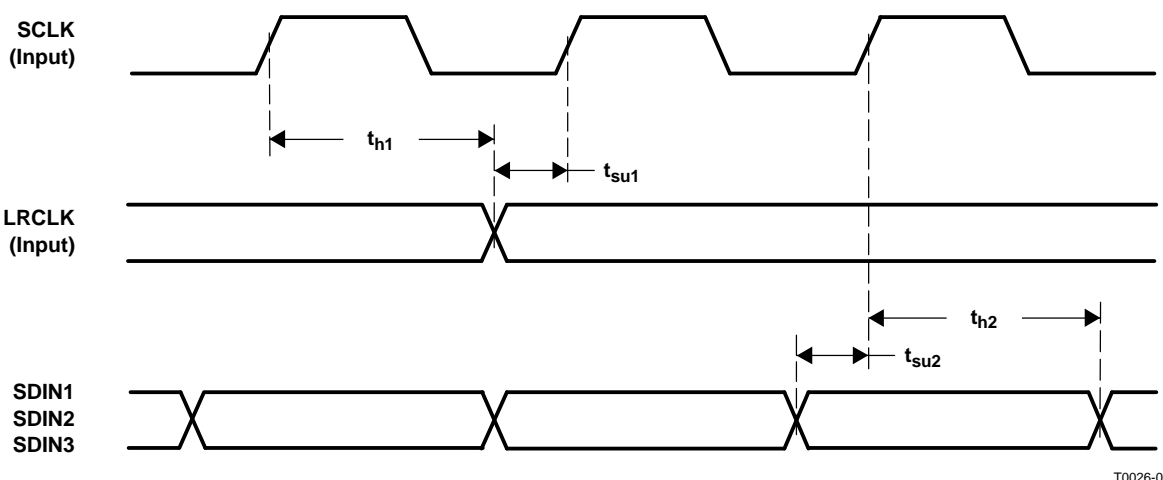 SCLK
(Input)
th1
tsu1
LRCLK
(Input)
th2
tsu2
SDIN1
SDIN2
SDIN3
T0026-0